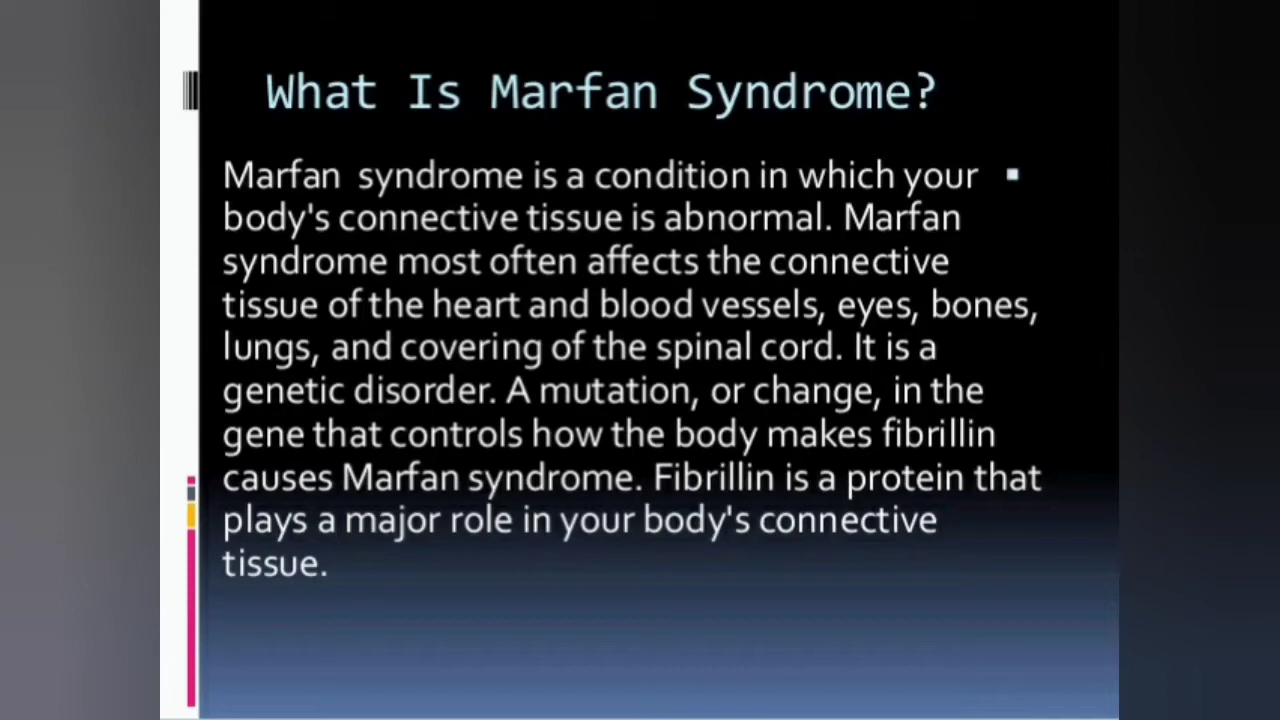 What Is Marfan Syndrome?
Marfan syndrome is a condition in which your
body's connective tissue is abnormal. Marfan
syndrome most often affects the connective
tissue of the heart and blood vessels, eyes, bones,
lungs, and covering of the spinal cord. It is a
genetic disorder. A mutation, or change, in the
gene that controls how the body makes fibrillin
causes Marfan syndrome. Fibrillin is a protein that
plays a major role in your body's connective
tissue.